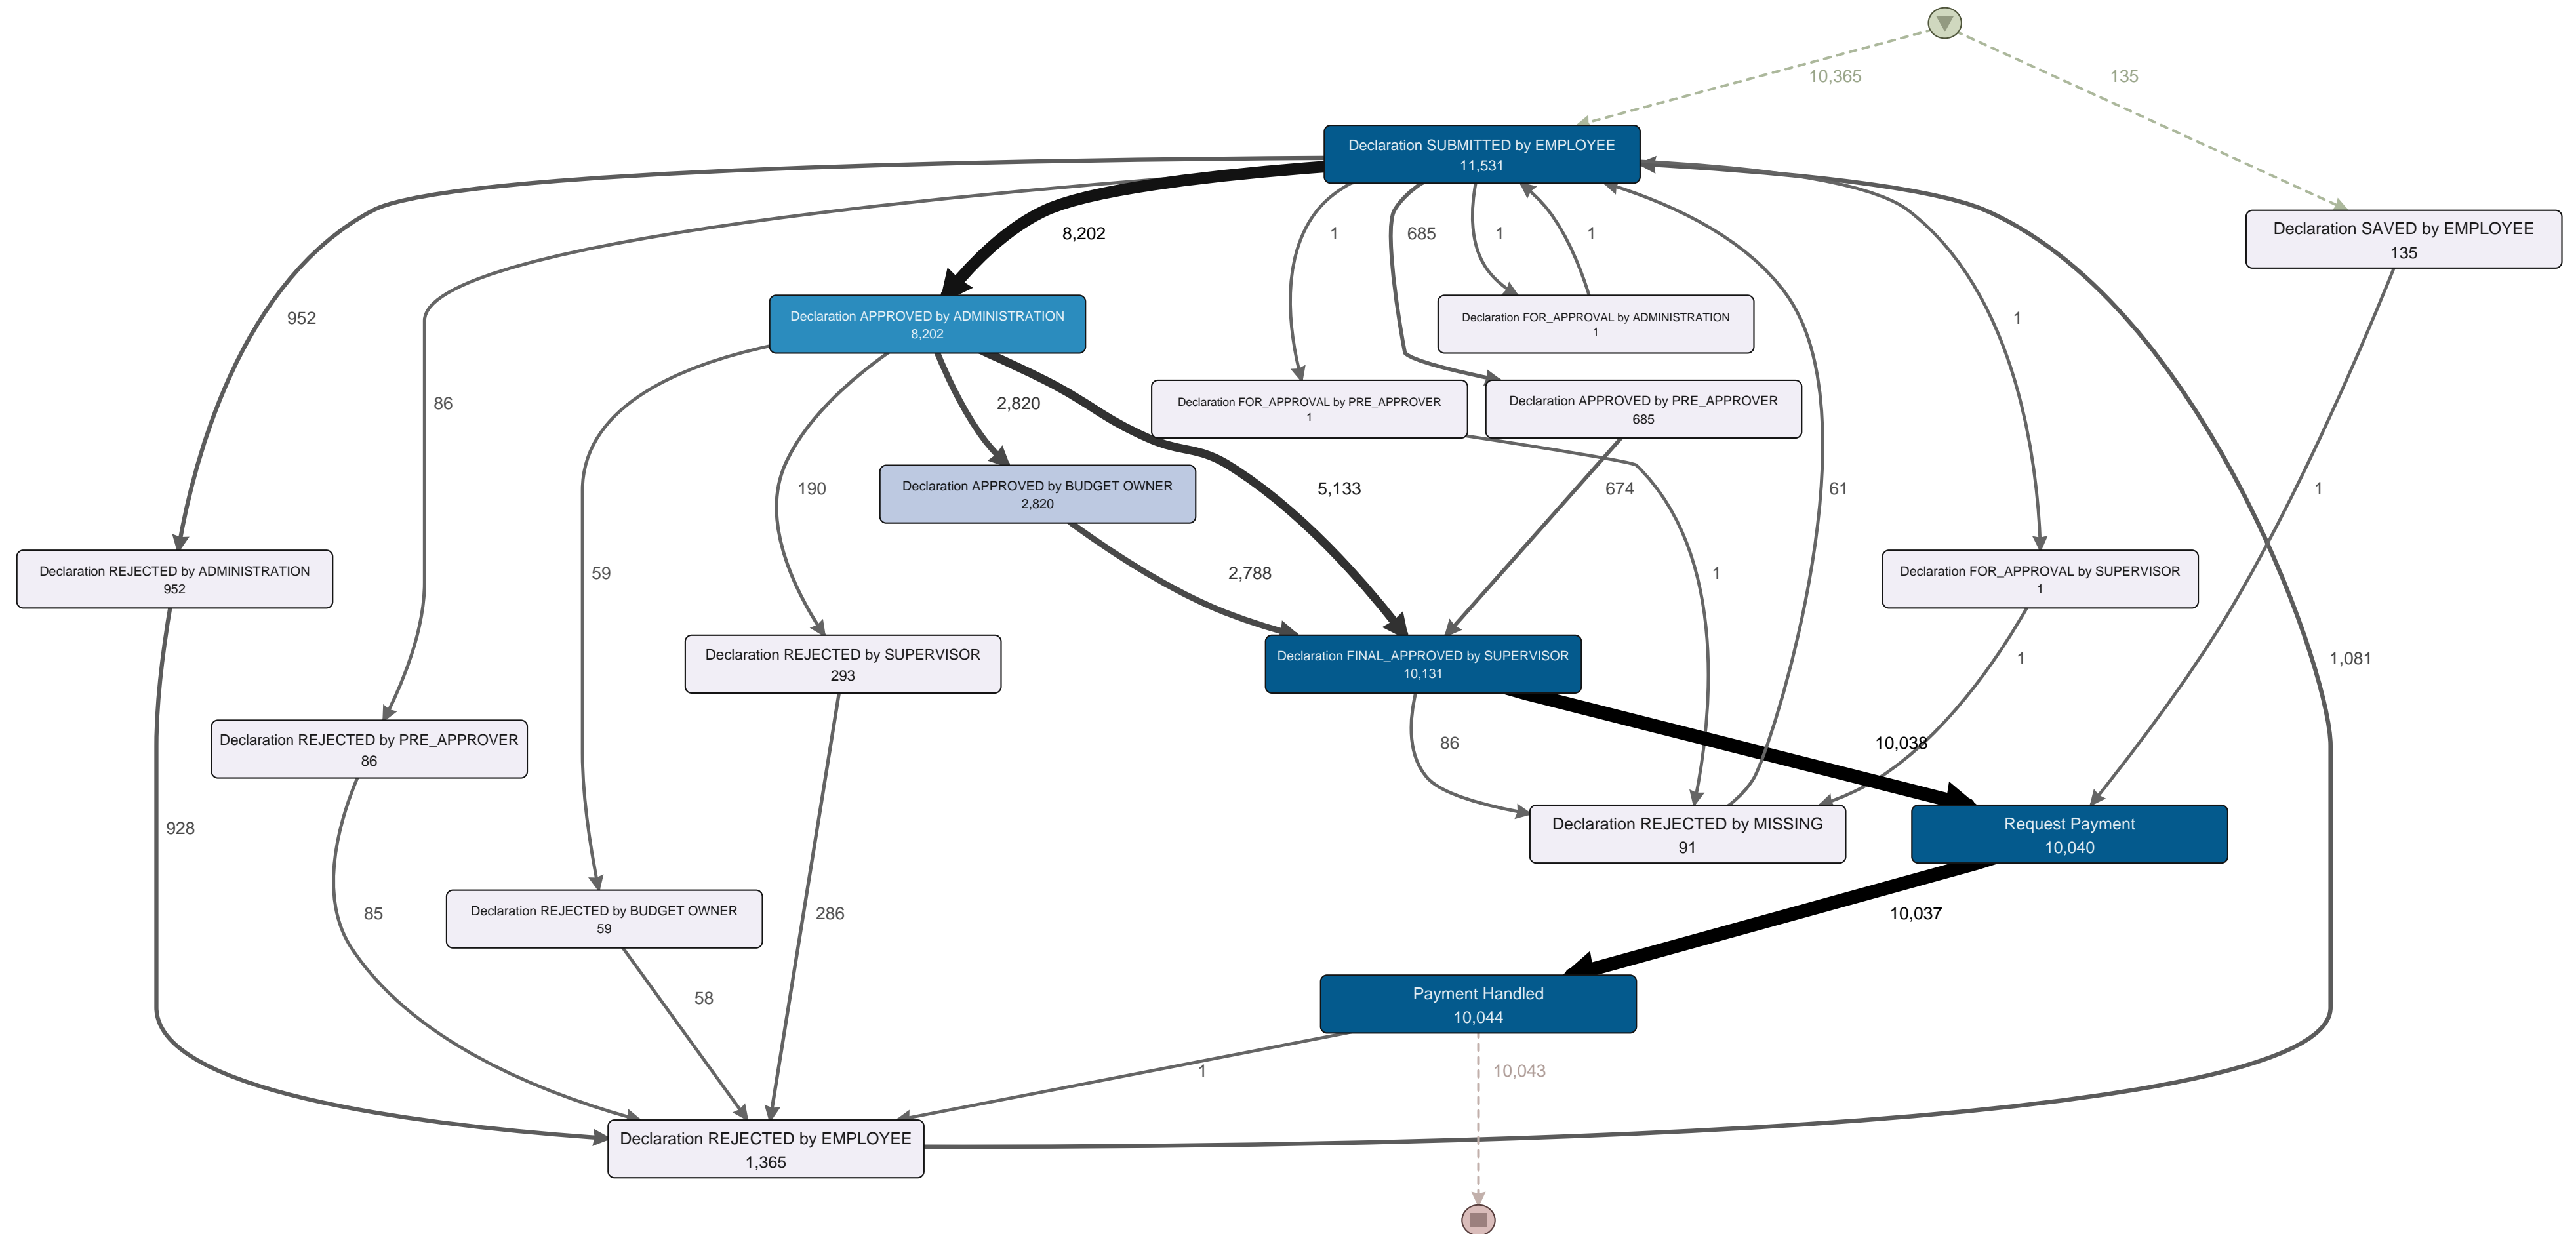 10,365
135
Declaration SUBMITTED by EMPLOYEE
11,531
Declaration SAVED by EMPLOYEE
135
8,202
1
685
1
1
952
1
Declaration APPROVED by ADMINISTRATION
8,202
Declaration FOR_APPROVAL by ADMINISTRATION
1
86
2,820
Declaration FOR_APPROVAL by PRE_APPROVER
1
Declaration APPROVED by PRE_APPROVER
685
190
Declaration APPROVED by BUDGET OWNER
2,820
5,133
674
61
1
Declaration REJECTED by ADMINISTRATION
952
59
2,788
1
Declaration FOR_APPROVAL by SUPERVISOR
1
Declaration REJECTED by SUPERVISOR
293
Declaration FINAL_APPROVED by SUPERVISOR
10,131
1
1,081
Declaration REJECTED by PRE_APPROVER
86
86
10,038
928
Declaration REJECTED by MISSING
91
Request Payment
10,040
85
Declaration REJECTED by BUDGET OWNER
59
286
10,037
58
Payment Handled
10,044
1
10,043
Declaration REJECTED by EMPLOYEE
1,365